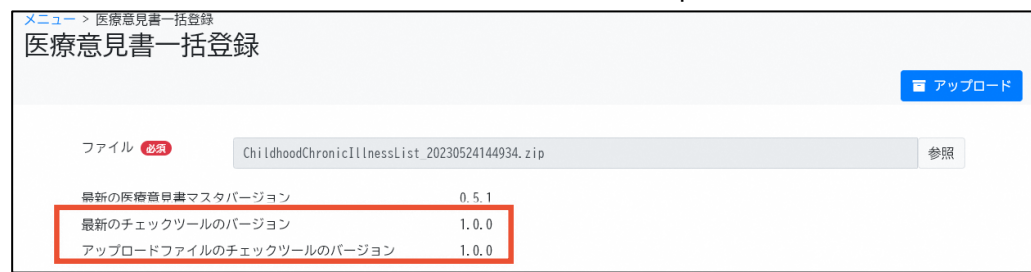 メニュー > 医療意見書一括登録
医療意見書一括登録
アップロード
ファイル 必須 ChildhoodChronicIllnessList_20230524144934.zip 参照
最新の医療意見書マスタバージョン 0.5.1
最新のチェックツールのバージョン 1.0.0
アップロードファイルのチェックツールのバージョン 1.0.0